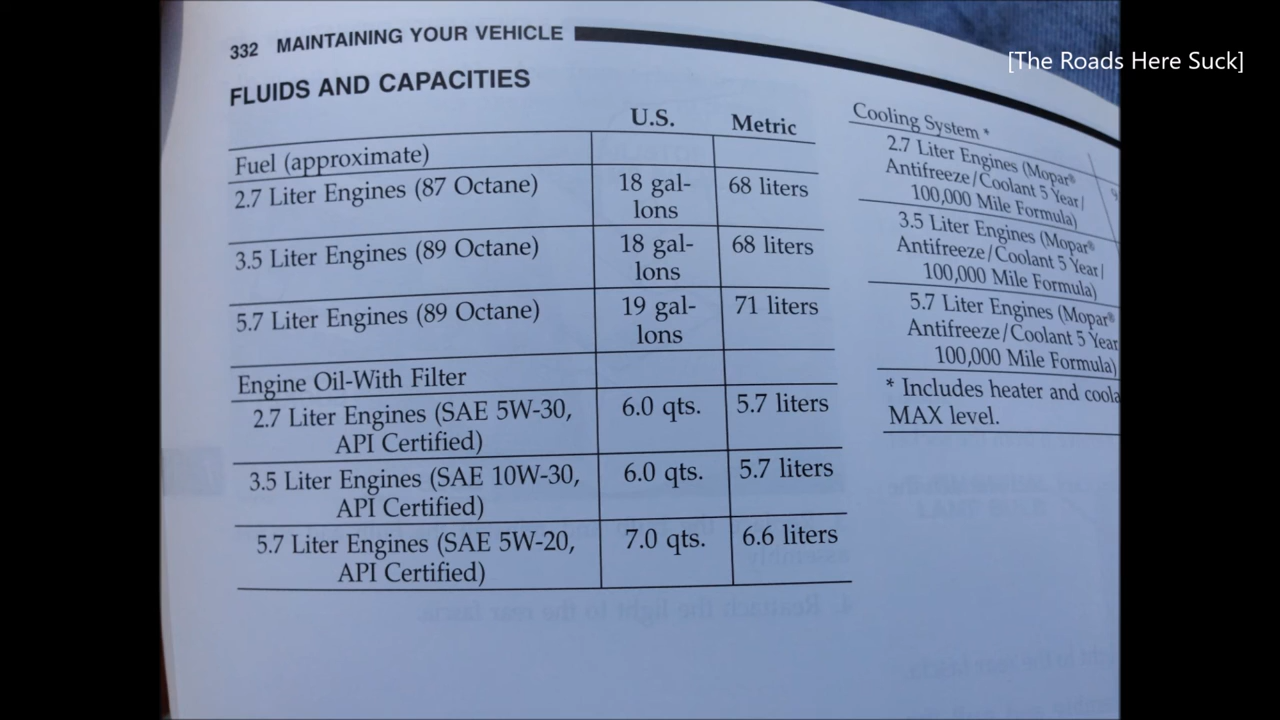 [The Roads Here Suck]
332 MAINTAINING YOUR VEHICLE
FLUIDS AND CAPACITIES
U.S. Metric
Fuel (approximate)
2.7 Liter Engines (87 Octane) 18 gal- 68 liters
lons
3.5 Liter Engines (89 Octane) 18 gal- 68 liters
lons
5.7 Liter Engines (89 Octane) 19 gal- 71 liters
lons
Engine Oil-With Filter
2.7 Liter Engines (SAE 5W-30, 6.0 qts. 5.7 liters
API Certified)
3.5 Liter Engines (SAE 10W-30, 6.0 qts. 5.7 liters
API Certified)
5.7 Liter Engines (SAE 5W-20, 7.0 qts. 6.6 liters
API Certified)
Cooling System *
2.7 Liter Engines (Mopar®
Antifreeze/Coolant 5 Year/
100,000 Mile Formula)
3.5 Liter Engines (Mopar®
Antifreeze/Coolant 5 Year/
100,000 Mile Formula)
5.7 Liter Engines (Mopar®
Antifreeze/Coolant 5 Year
100,000 Mile Formula)
* Includes heater and coola
MAX level.